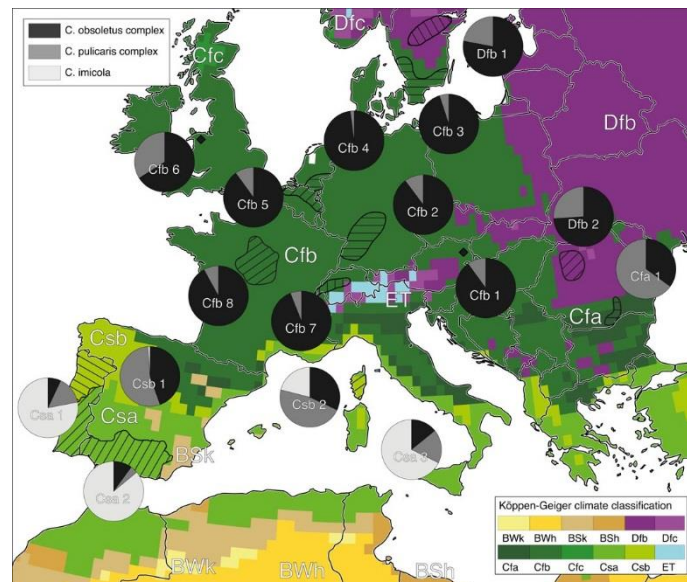 C. obsoletus complex
C. pulicaris complex
C. imicola
Dfc
Cfc
Dfb 1
Dfb
Cfb 4
Cfb 3
Cfb 6
Cfb 5
Cfb 2
Dfb 2
Cfb
Cfa 1
Cfb 8
Cfb 1
ET
Cfb 7
Cfa
Csb
Csb 1
Csb 2
Csa 1
Csa
Csa 3
BSk
Csa 2
BWk
BWh
BSh
Köppen-Geiger climate classification
BWk BWh BSk BSh Dfb Dfc
Cfa Cfb Cfc Csa Csb ET